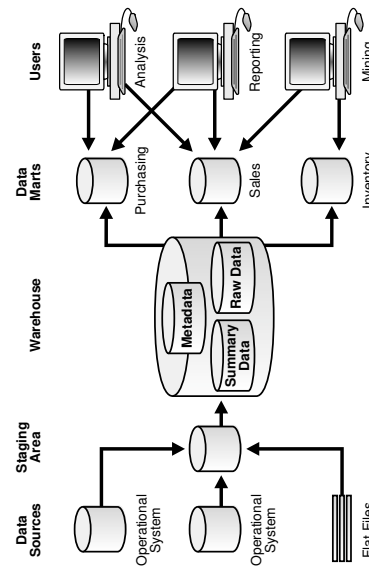 Data
Sources
Staging
Area
Warehouse
Data
Marts
Users
Operational
System
Operational
System
Flat Files
Metadata
Summary
Data
Raw Data
Purchasing
Sales
Inventory
Analysis
Reporting
Mining